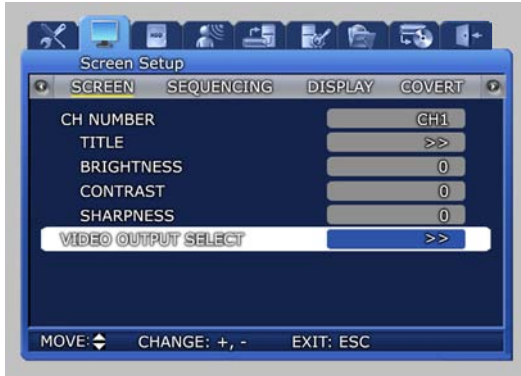 Screen Setup
SCREEN SEQUENCING DISPLAY COVERT
CH NUMBER CH1
TITLE >>
BRIGHTNESS 0
CONTRAST 0
SHARPNESS 0
VIDEO OUTPUT SELECT >>
MOVE: CHANGE: +, - EXIT: ESC